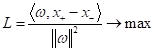 L = ⟨ω, x₊ − x₋⟩ / ‖ω‖² → max